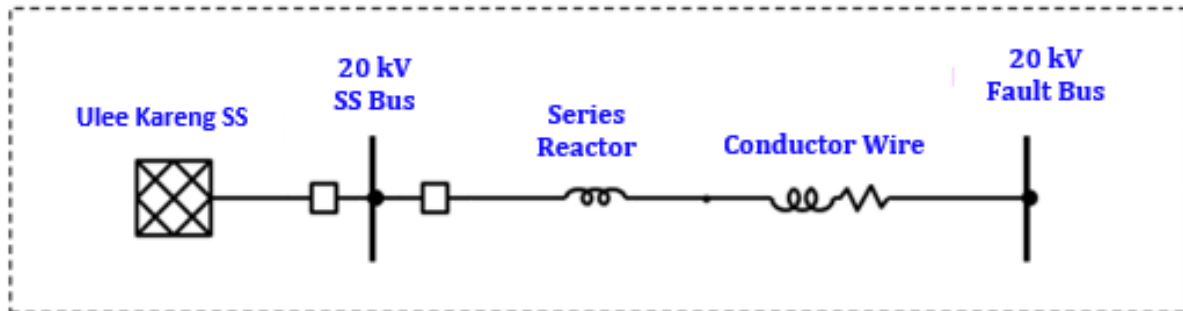 Ulee Kareng SS
20 kV
SS Bus
Series
Reactor
Conductor Wire
20 kV
Fault Bus